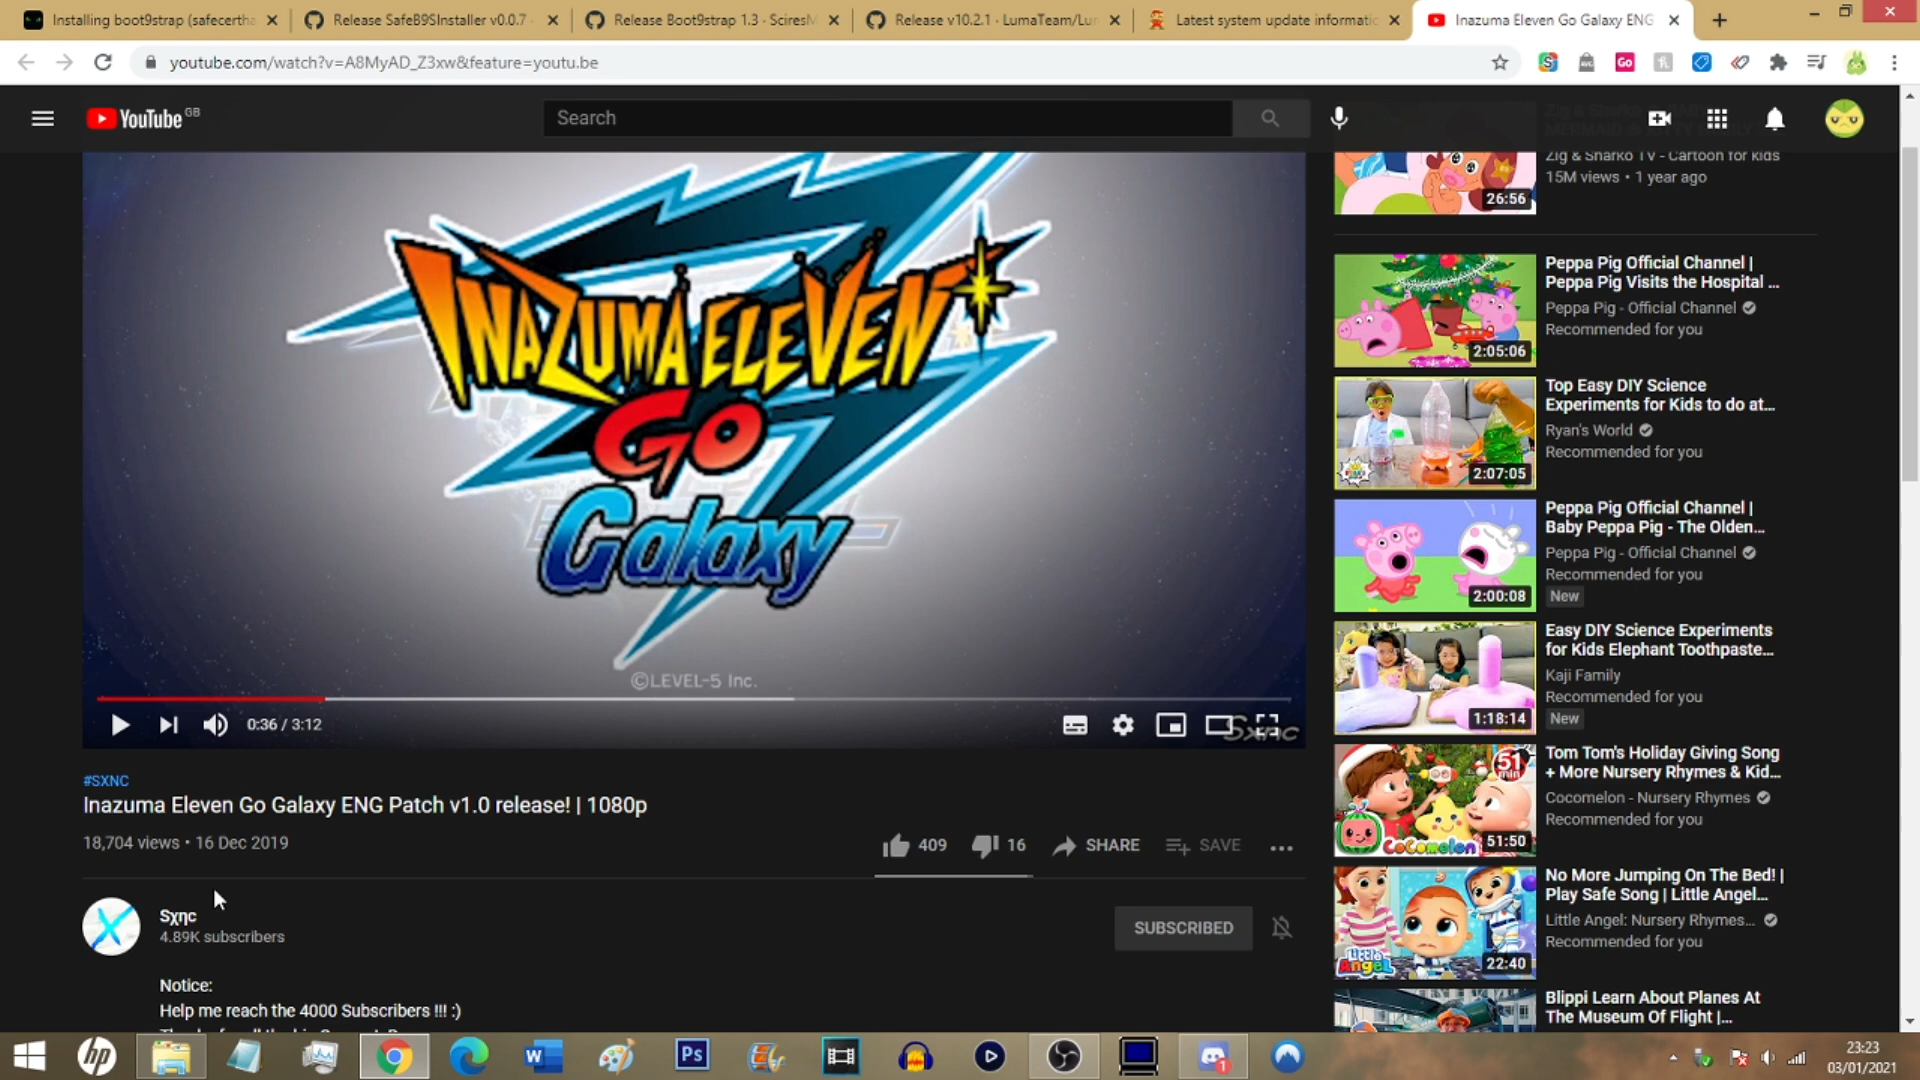 Installing boot9strap (safecertha
Release SafeB9SInstaller v0.0.7 ·
Release Boot9strap 1.3 · SciresM
Release v10.2.1 · LumaTeam/Lu
Latest system update informatic
Inazuma Eleven Go Galaxy ENG
youtube.com/watch?v=A8MyAD_Z3xw&feature=youtu.be
YouTube GB
Search
Zig & Sharko TV - Cartoon for kids
15M views • 1 year ago
26:56
INAZUMA ELEVEN
GO
Galaxy
©LEVEL-5 Inc.
0:36 / 3:12
Sxnc
#SXNC
Inazuma Eleven Go Galaxy ENG Patch v1.0 release! | 1080p
18,704 views • 16 Dec 2019
409
16
SHARE
SAVE
Sχηc
4.89K subscribers
SUBSCRIBED
Notice:
Help me reach the 4000 Subscribers !!! :)
Peppa Pig Official Channel |
Peppa Pig Visits the Hospital ...
Peppa Pig - Official Channel
Recommended for you
2:05:06
Top Easy DIY Science
Experiments for Kids to do at...
Ryan's World
Recommended for you
2:07:05
Peppa Pig Official Channel |
Baby Peppa Pig - The Olden...
Peppa Pig - Official Channel
Recommended for you
New
2:00:08
Easy DIY Science Experiments
for Kids Elephant Toothpaste...
Kaji Family
Recommended for you
New
1:18:14
Tom Tom's Holiday Giving Song
+ More Nursery Rhymes & Kid...
Cocomelon - Nursery Rhymes
Recommended for you
51 min
CoComelon
51:50
No More Jumping On The Bed! |
Play Safe Song | Little Angel...
Little Angel: Nursery Rhymes...
Recommended for you
Little Angel
22:40
Blippi Learn About Planes At
The Museum Of Flight |...
23:23
03/01/2021